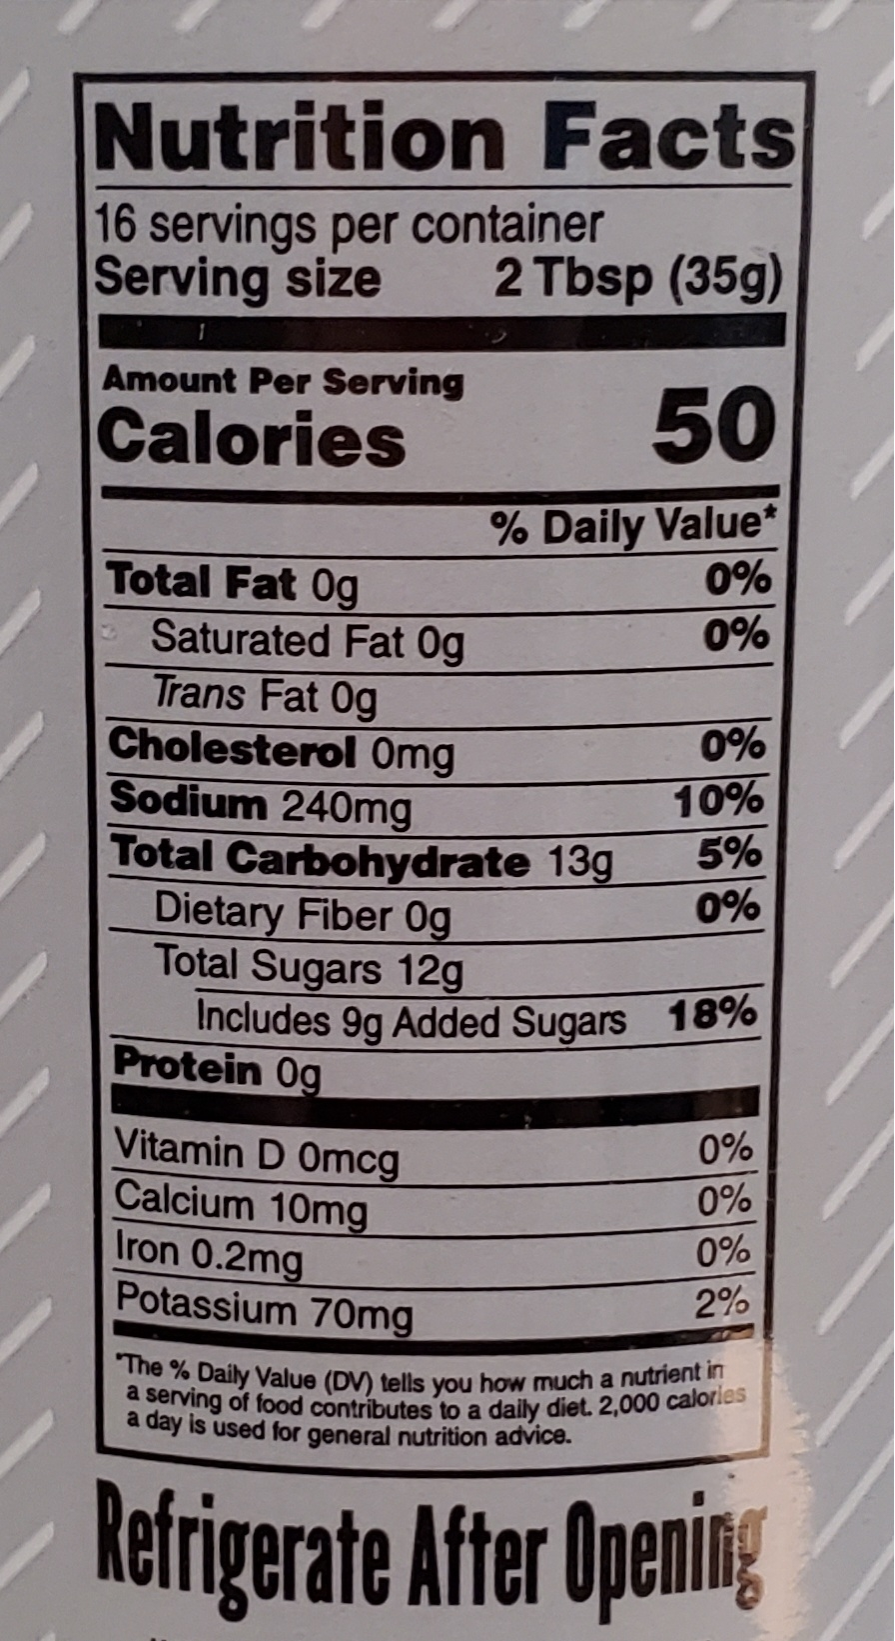 Nutrition Facts
16 servings per container
Serving size 2 Tbsp (35g)
Amount Per Serving
Calories 50
% Daily Value*
Total Fat 0g 0%
Saturated Fat 0g 0%
Trans Fat 0g
Cholesterol 0mg 0%
Sodium 240mg 10%
Total Carbohydrate 13g 5%
Dietary Fiber 0g 0%
Total Sugars 12g
Includes 9g Added Sugars 18%
Protein 0g
Vitamin D 0mcg 0%
Calcium 10mg 0%
Iron 0.2mg 0%
Potassium 70mg 2%
*The % Daily Value (DV) tells you how much a nutrient in
a serving of food contributes to a daily diet. 2,000 calories
a day is used for general nutrition advice.
Refrigerate After Opening